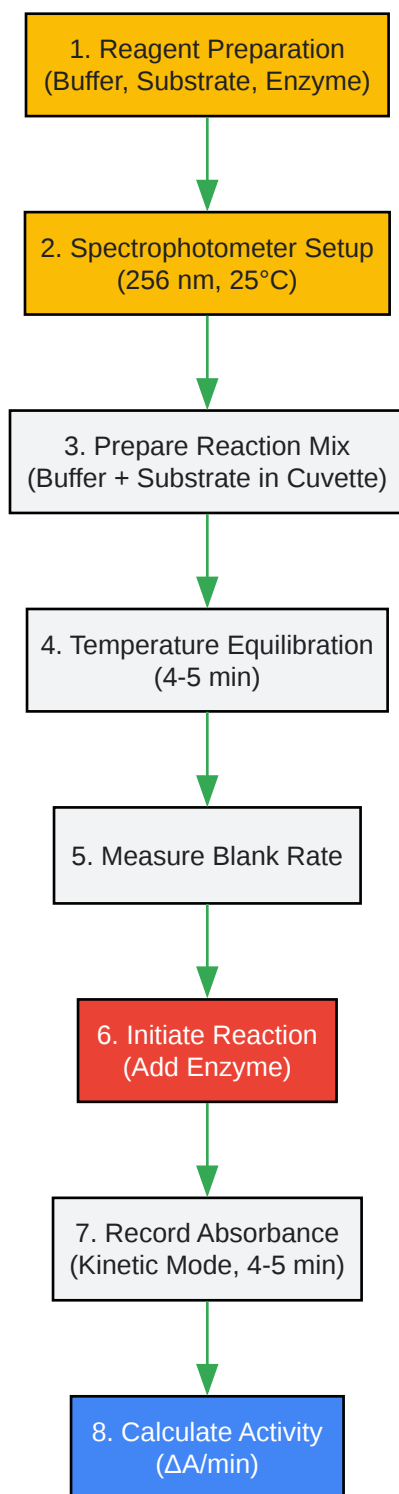 1. Reagent Preparation
(Buffer, Substrate, Enzyme)
2. Spectrophotometer Setup
(256 nm, 25°C)
3. Prepare Reaction Mix
(Buffer + Substrate in Cuvette)
4. Temperature Equilibration
(4-5 min)
5. Measure Blank Rate
6. Initiate Reaction
(Add Enzyme)
7. Record Absorbance
(Kinetic Mode, 4-5 min)
8. Calculate Activity
(ΔA/min)